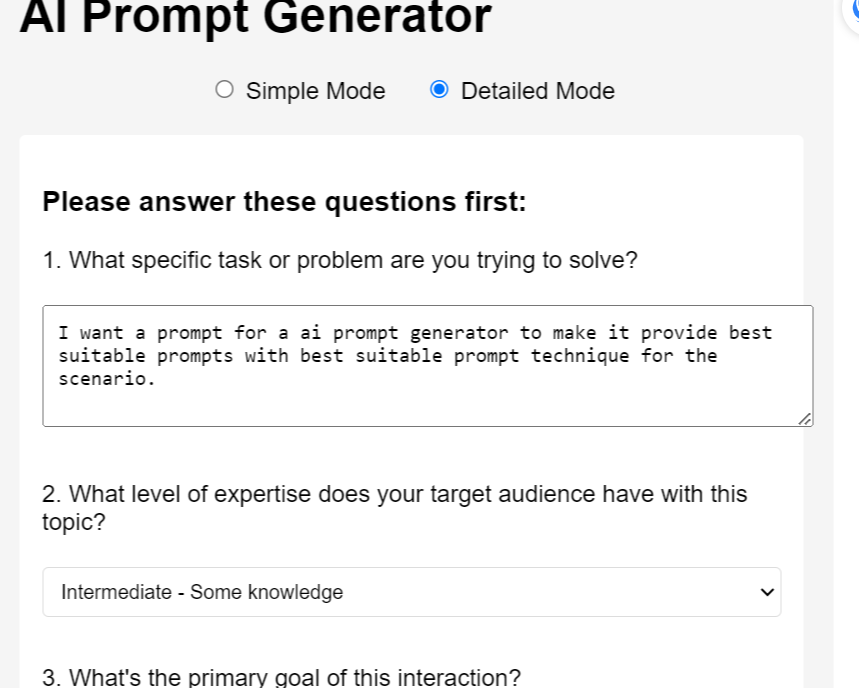 AI Prompt Generator
Simple Mode
Detailed Mode
Please answer these questions first:
1. What specific task or problem are you trying to solve?
I want a prompt for a ai prompt generator to make it provide best
suitable prompts with best suitable prompt technique for the
scenario.
2. What level of expertise does your target audience have with this
topic?
Intermediate - Some knowledge
3. What's the primary goal of this interaction?